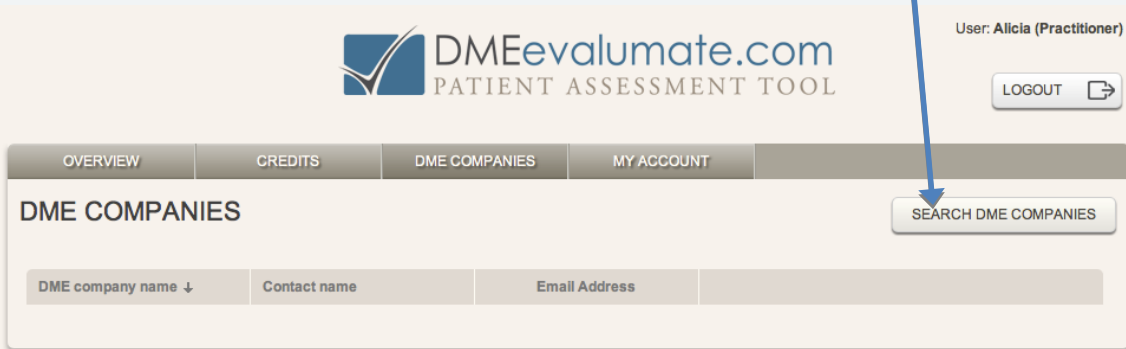 User: Alicia (Practitioner)
DMEevalumate.com
PATIENT ASSESSMENT TOOL
LOGOUT
OVERVIEW CREDITS DME COMPANIES MY ACCOUNT
DME COMPANIES
SEARCH DME COMPANIES
DME company name ↓ Contact name Email Address